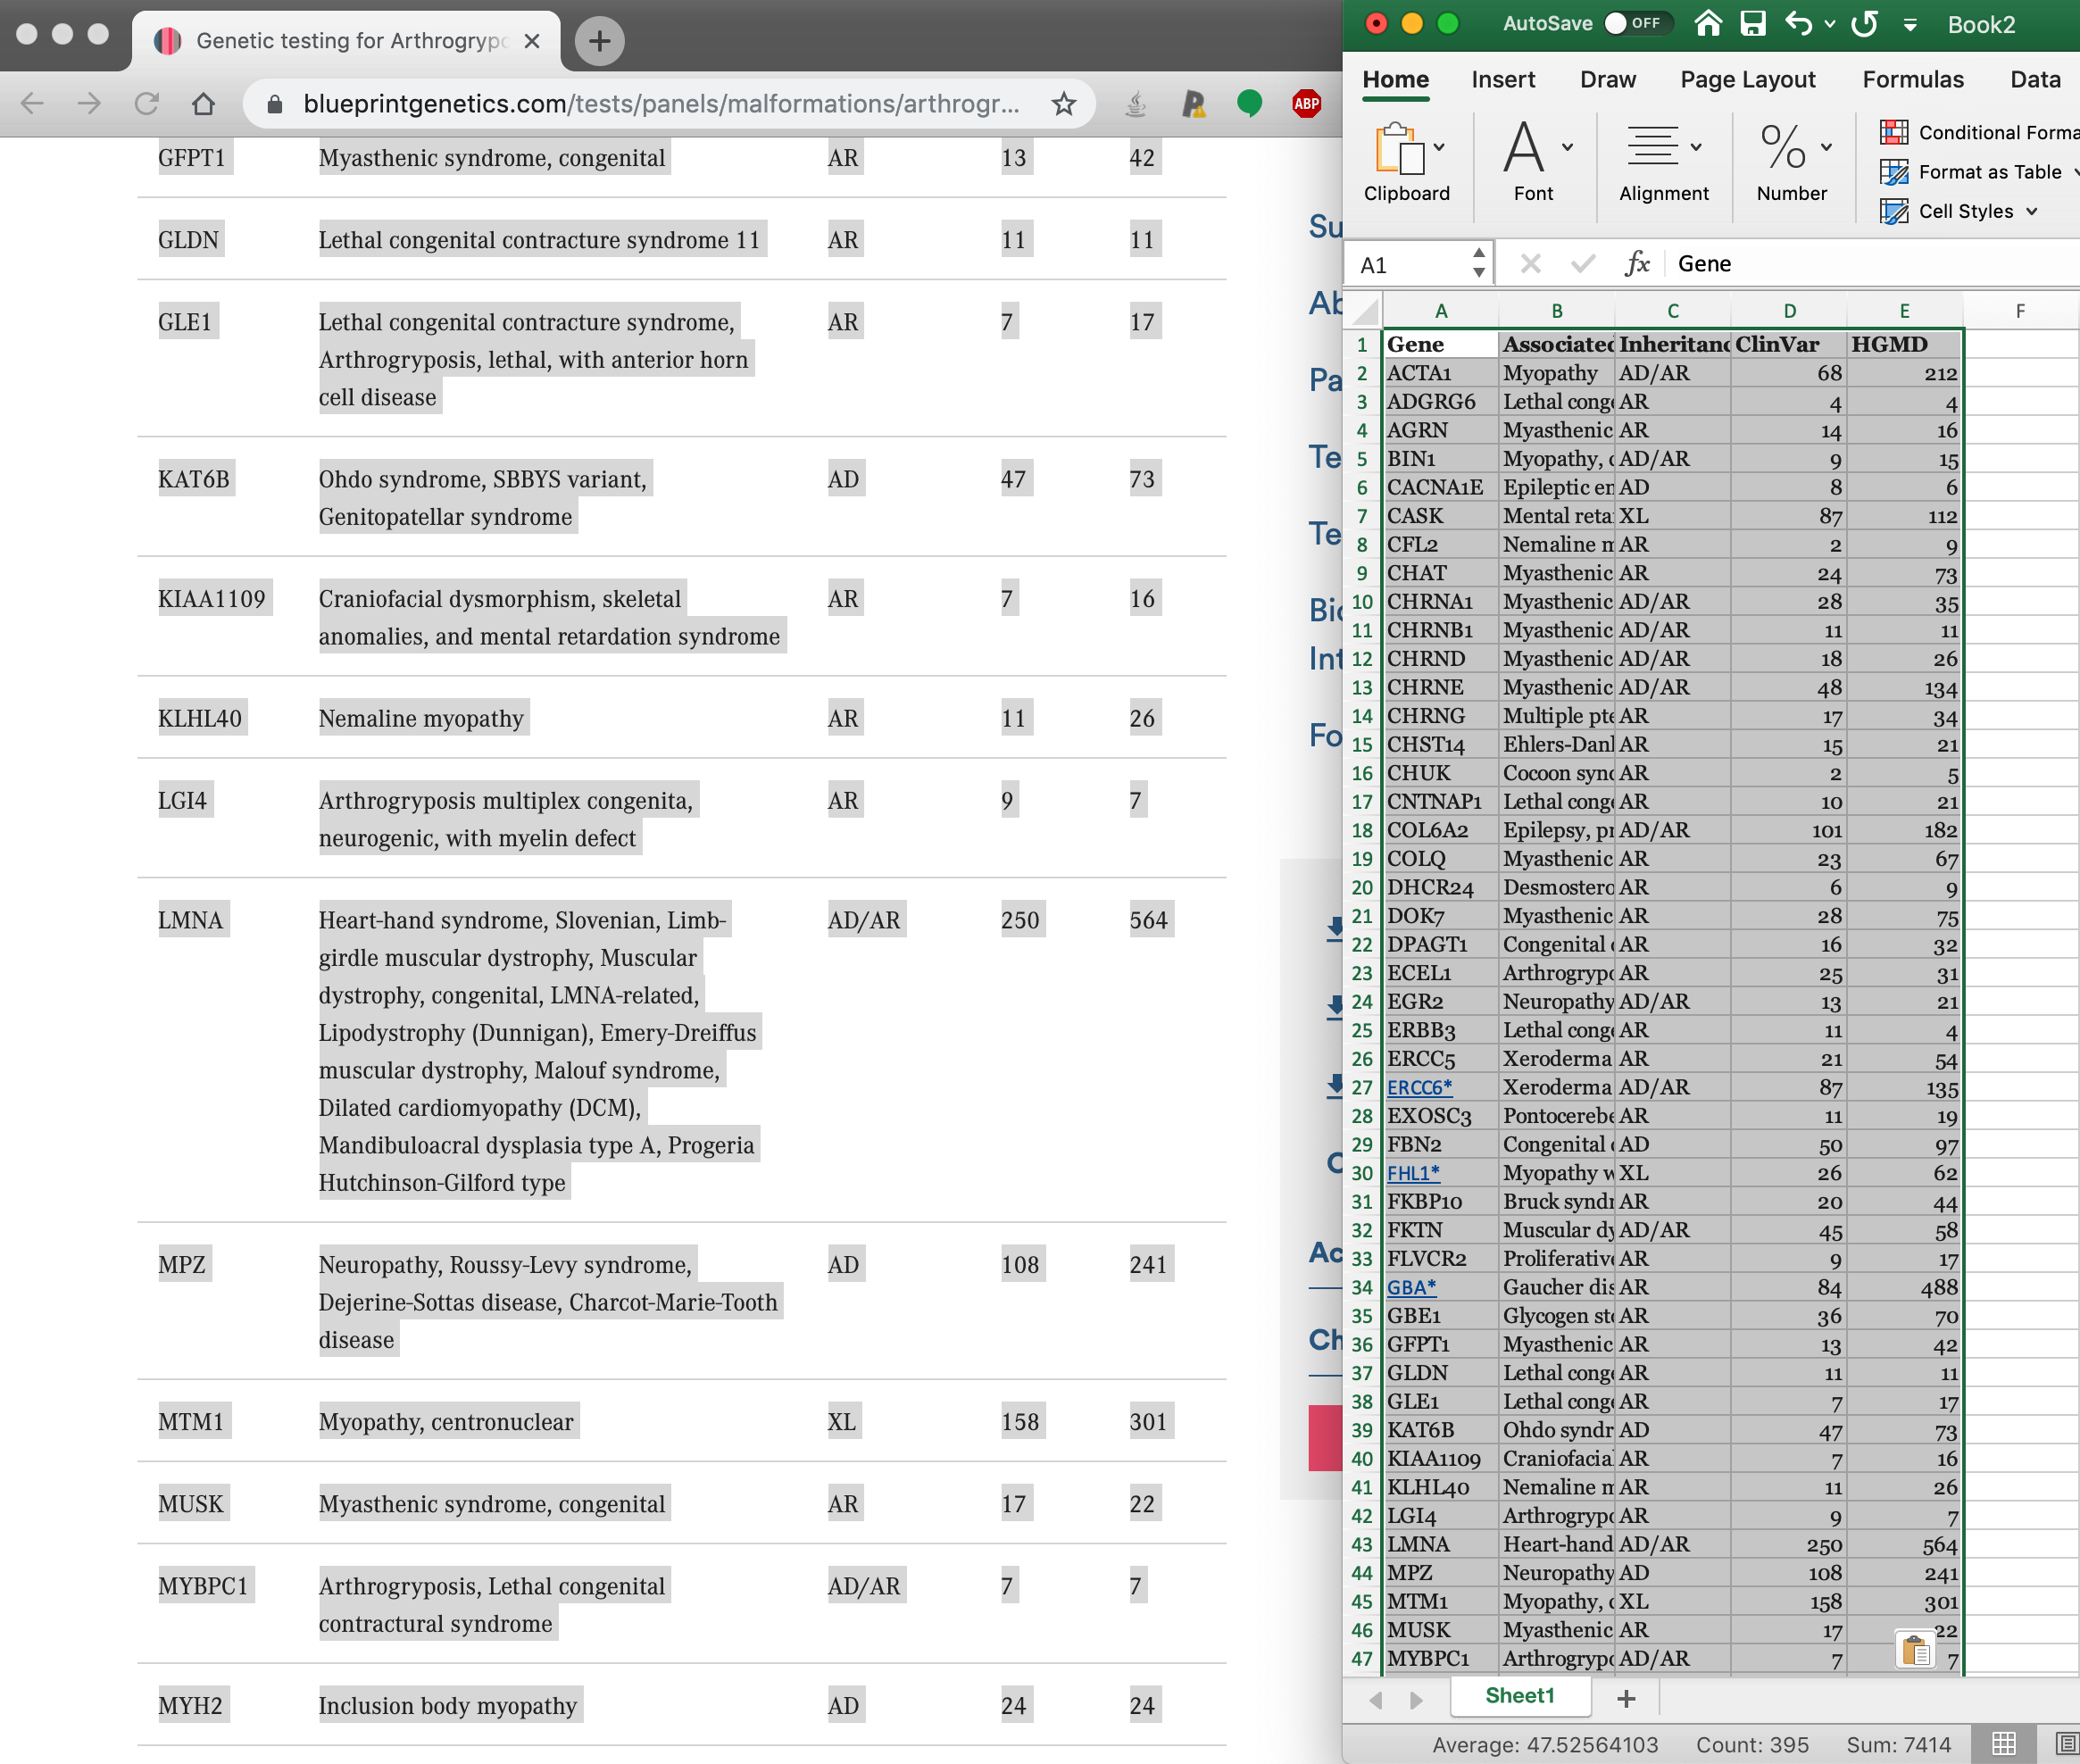 Genetic testing for Arthrogrypo
blueprintgenetics.com/tests/panels/malformations/arthrogr...
ABP
GFPT1 Myasthenic syndrome, congenital AR 13 42
GLDN Lethal congenital contracture syndrome 11 AR 11 11
GLE1 Lethal congenital contracture syndrome, AR 7 17
Arthrogryposis, lethal, with anterior horn
cell disease
KAT6B Ohdo syndrome, SBBYS variant, AD 47 73
Genitopatellar syndrome
KIAA1109 Craniofacial dysmorphism, skeletal AR 7 16
anomalies, and mental retardation syndrome
KLHL40 Nemaline myopathy AR 11 26
LGI4 Arthrogryposis multiplex congenita, AR 9 7
neurogenic, with myelin defect
LMNA Heart-hand syndrome, Slovenian, Limb- AD/AR 250 564
girdle muscular dystrophy, Muscular
dystrophy, congenital, LMNA-related,
Lipodystrophy (Dunnigan), Emery-Dreiffus
muscular dystrophy, Malouf syndrome,
Dilated cardiomyopathy (DCM),
Mandibuloacral dysplasia type A, Progeria
Hutchinson-Gilford type
MPZ Neuropathy, Roussy-Levy syndrome, AD 108 241
Dejerine-Sottas disease, Charcot-Marie-Tooth
disease
MTM1 Myopathy, centronuclear XL 158 301
MUSK Myasthenic syndrome, congenital AR 17 22
MYBPC1 Arthrogryposis, Lethal congenital AD/AR 7 7
contractural syndrome
MYH2 Inclusion body myopathy AD 24 24
Su
Ab
Pa
Te
Te
Bio
Int
Fo
C
Ac
Ch
AutoSave OFF Book2
Home Insert Draw Page Layout Formulas Data
Clipboard Font Alignment Number
Conditional Forma
Format as Table
Cell Styles
A1 fx Gene
A B C D E F
1 Gene Associated Inheritanc ClinVar HGMD
2 ACTA1 Myopathy AD/AR 68 212
3 ADGRG6 Lethal conge AR 4 4
4 AGRN Myasthenic AR 14 16
5 BIN1 Myopathy, c AD/AR 9 15
6 CACNA1E Epileptic en AD 8 6
7 CASK Mental reta XL 87 112
8 CFL2 Nemaline m AR 2 9
9 CHAT Myasthenic AR 24 73
10 CHRNA1 Myasthenic AD/AR 28 35
11 CHRNB1 Myasthenic AD/AR 11 11
12 CHRND Myasthenic AD/AR 18 26
13 CHRNE Myasthenic AD/AR 48 134
14 CHRNG Multiple pte AR 17 34
15 CHST14 Ehlers-Danl AR 15 21
16 CHUK Cocoon sync AR 2 5
17 CNTNAP1 Lethal conge AR 10 21
18 COL6A2 Epilepsy, pr AD/AR 101 182
19 COLQ Myasthenic AR 23 67
20 DHCR24 Desmostero AR 6 9
21 DOK7 Myasthenic AR 28 75
22 DPAGT1 Congenital AR 16 32
23 ECEL1 Arthrogrypo AR 25 31
24 EGR2 Neuropathy AD/AR 13 21
25 ERBB3 Lethal conge AR 11 4
26 ERCC5 Xeroderma AR 21 54
27 ERCC6* Xeroderma AD/AR 87 135
28 EXOSC3 Pontocerebe AR 11 19
29 FBN2 Congenital AD 50 97
30 FHL1* Myopathy w XL 26 62
31 FKBP10 Bruck syndr AR 20 44
32 FKTN Muscular dy AD/AR 45 58
33 FLVCR2 Proliferative AR 9 17
34 GBA* Gaucher dis AR 84 488
35 GBE1 Glycogen sto AR 36 70
36 GFPT1 Myasthenic AR 13 42
37 GLDN Lethal conge AR 11 11
38 GLE1 Lethal conge AR 7 17
39 KAT6B Ohdo syndr AD 47 73
40 KIAA1109 Craniofacia AR 7 16
41 KLHL40 Nemaline m AR 11 26
42 LGI4 Arthrogrypo AR 9 7
43 LMNA Heart-hand AD/AR 250 564
44 MPZ Neuropathy AD 108 241
45 MTM1 Myopathy, c XL 158 301
46 MUSK Myasthenic AR 17 22
47 MYBPC1 Arthrogrypo AD/AR 7 7
Sheet1
Average: 47.52564103 Count: 395 Sum: 7414